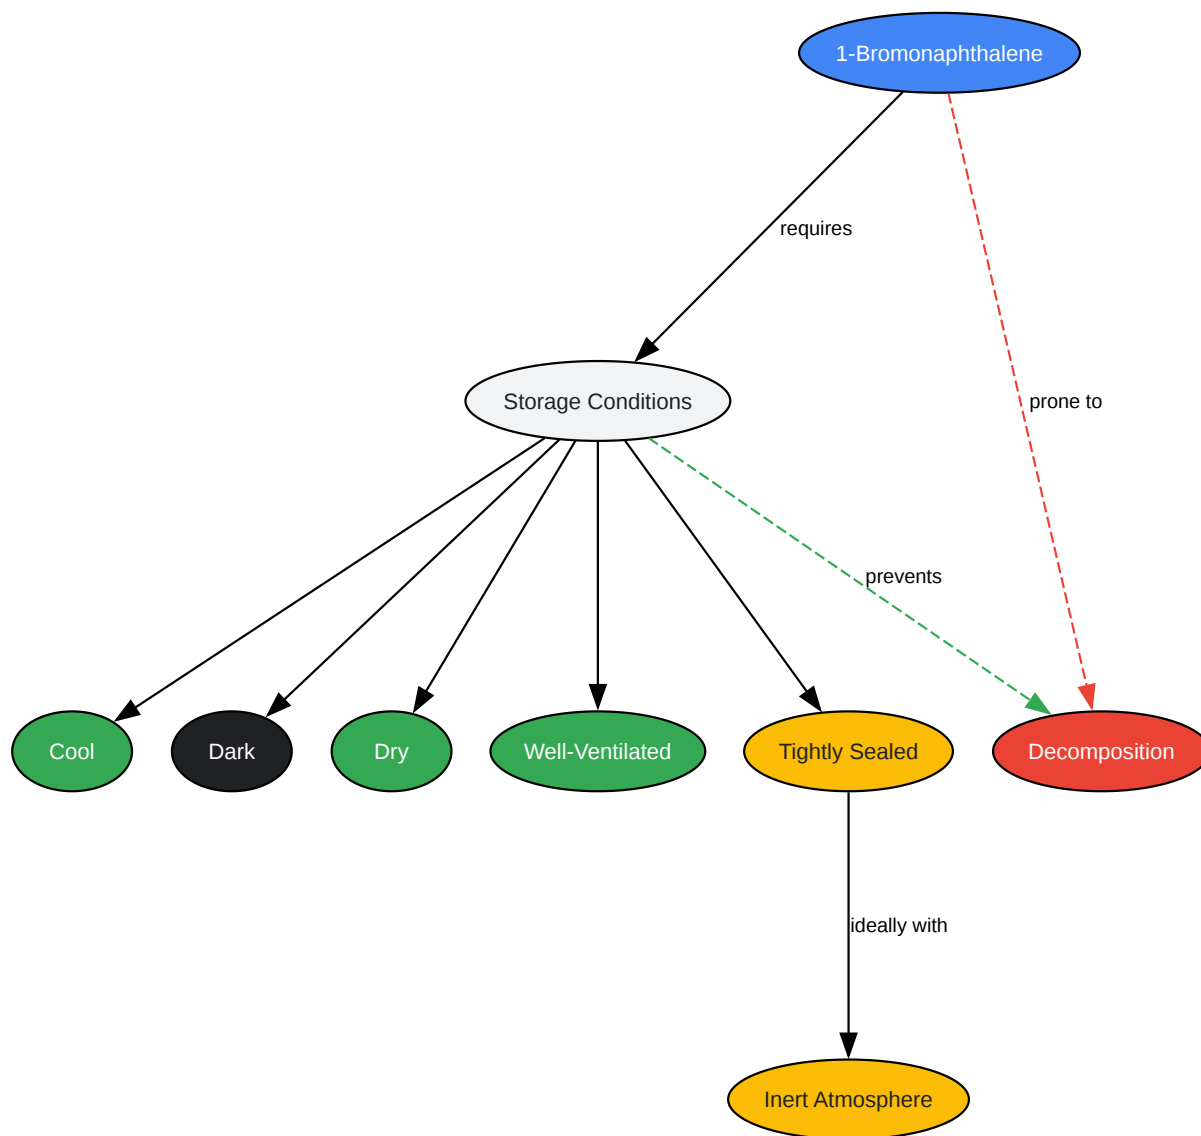 1-Bromonaphthalene
requires
Storage Conditions
prone to
prevents
Cool
Dark
Dry
Well-Ventilated
Tightly Sealed
Decomposition
ideally with
Inert Atmosphere